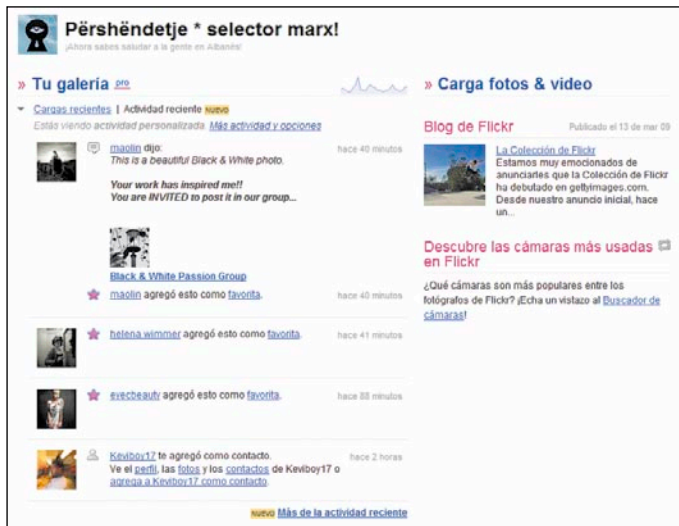 Përshëndetje * selector marx!
¡Ahora sabes saludar a la gente en Albanés!
» Tu galería pro
Cargas recientes | Actividad reciente NUEVO
Estás viendo actividad personalizada. Más actividad y opciones
maolin dijo: hace 40 minutos
This is a beautiful Black & White photo.
Your work has inspired me!!
You are INVITED to post it in our group...
Black & White Passion Group
maolin agregó esto como favorita. hace 40 minutos
helena wimmer agregó esto como favorita. hace 41 minutos
eyecbeauty agregó esto como favorita. hace 88 minutos
Keviboy17 te agregó como contacto. hace 2 horas
Ve el perfil, las fotos y los contactos de Keviboy17 o
agrega a Keviboy17 como contacto.
NUEVO Más de la actividad reciente
» Carga fotos & video
Blog de Flickr Publicado el 13 de mar 09
La Colección de Flickr
Estamos muy emocionados de
anunciarles que la Colección de Flickr
ha debutado en gettyimages.com.
Desde nuestro anuncio inicial, hace
un...
Descubre las cámaras más usadas
en Flickr
¿Qué cámaras son más populares entre los
fotógrafos de Flickr? ¡Echa un vistazo al Buscador de
cámaras!